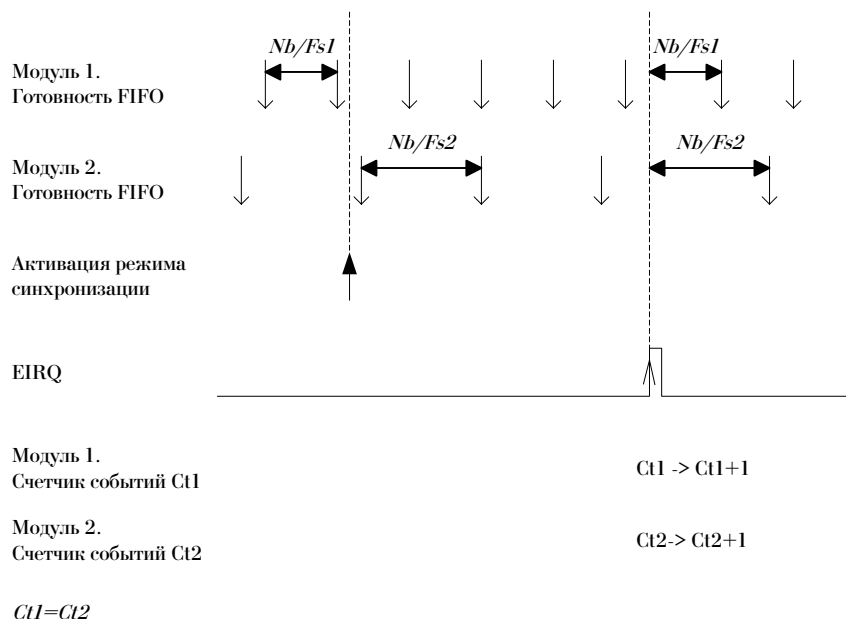 Nb/Fs1
Nb/Fs1
Модуль 1.
Готовность FIFO
Nb/Fs2
Nb/Fs2
Модуль 2.
Готовность FIFO
Активация режима
синхронизации
EIRQ
Модуль 1.
Счетчик событий Ct1
Ct1 -> Ct1+1
Модуль 2.
Счетчик событий Ct2
Ct2-> Ct2+1
Ct1=Ct2